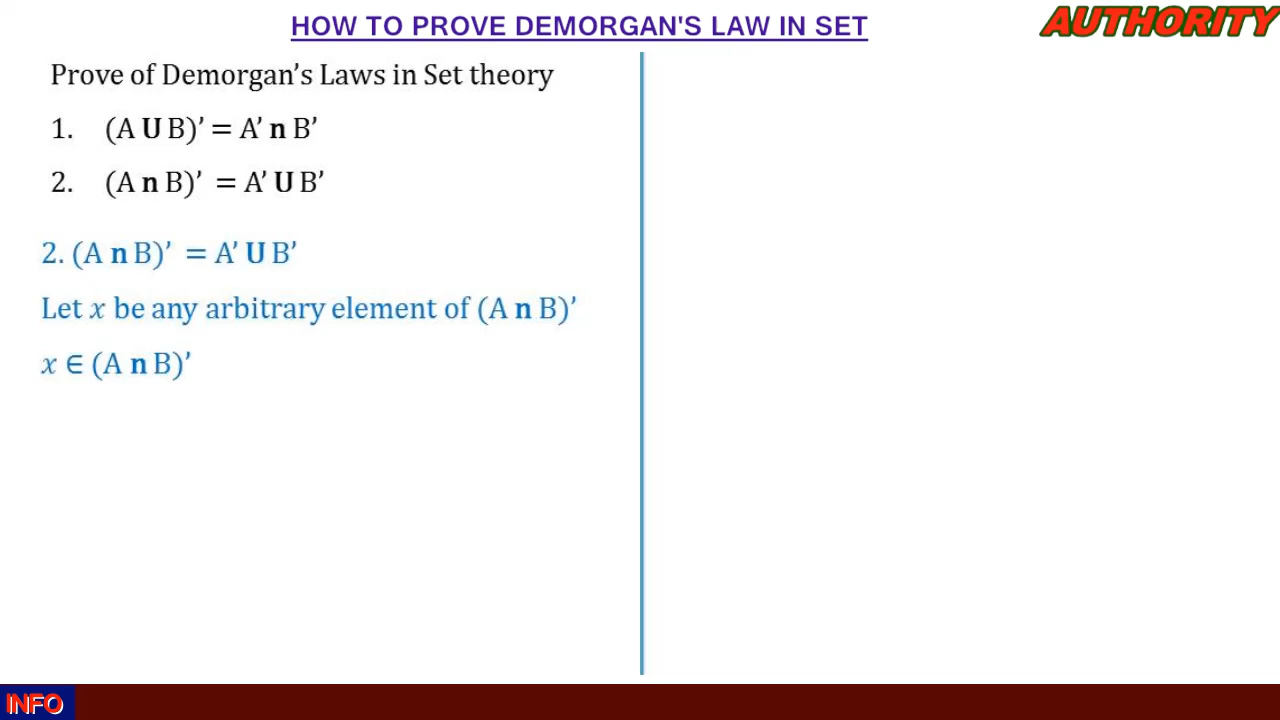 HOW TO PROVE DEMORGAN'S LAW IN SET
AUTHORITY
Prove of Demorgan’s Laws in Set theory
1. (A U B)’ = A’ n B’
2. (A n B)’ = A’ U B’
2. (A n B)’ = A’ U B’
Let x be any arbitrary element of (A n B)’
x ∈ (A n B)’
INFO